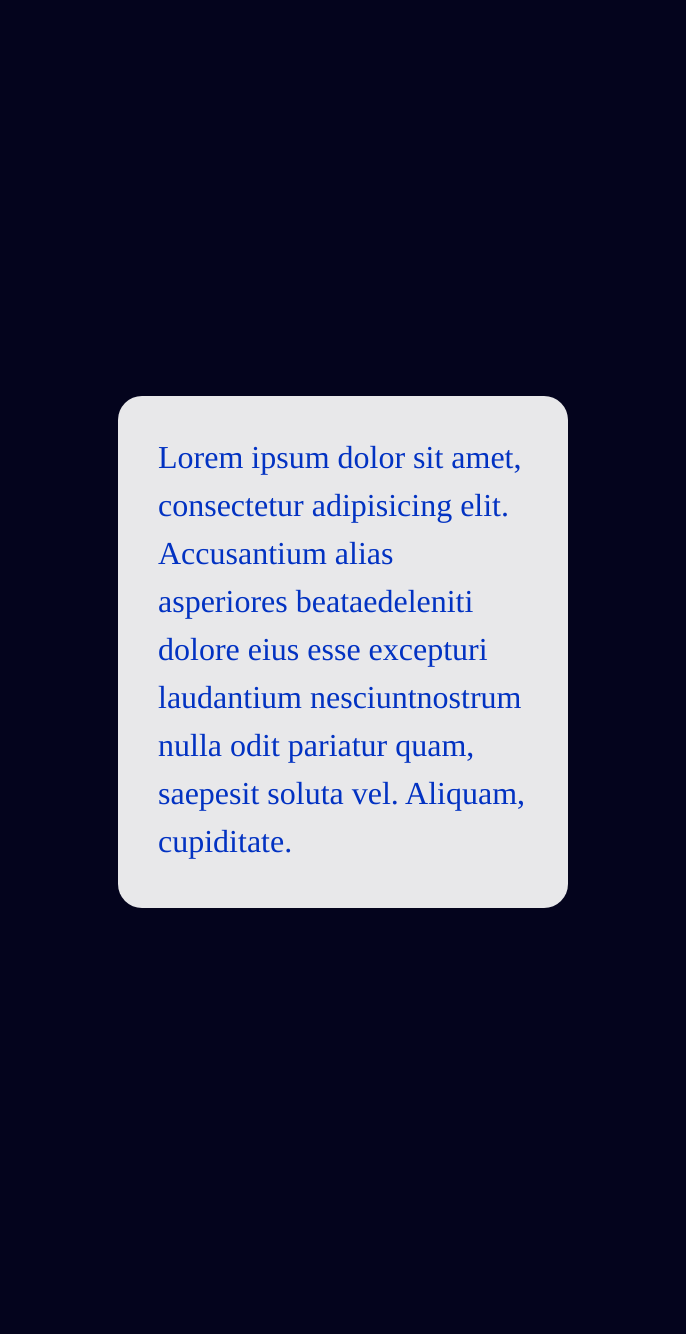 Lorem ipsum dolor sit amet,
consectetur adipisicing elit.
Accusantium alias
asperiores beataedeleniti
dolore eius esse excepturi
laudantium nesciuntnostrum
nulla odit pariatur quam,
saepesit soluta vel. Aliquam,
cupiditate.